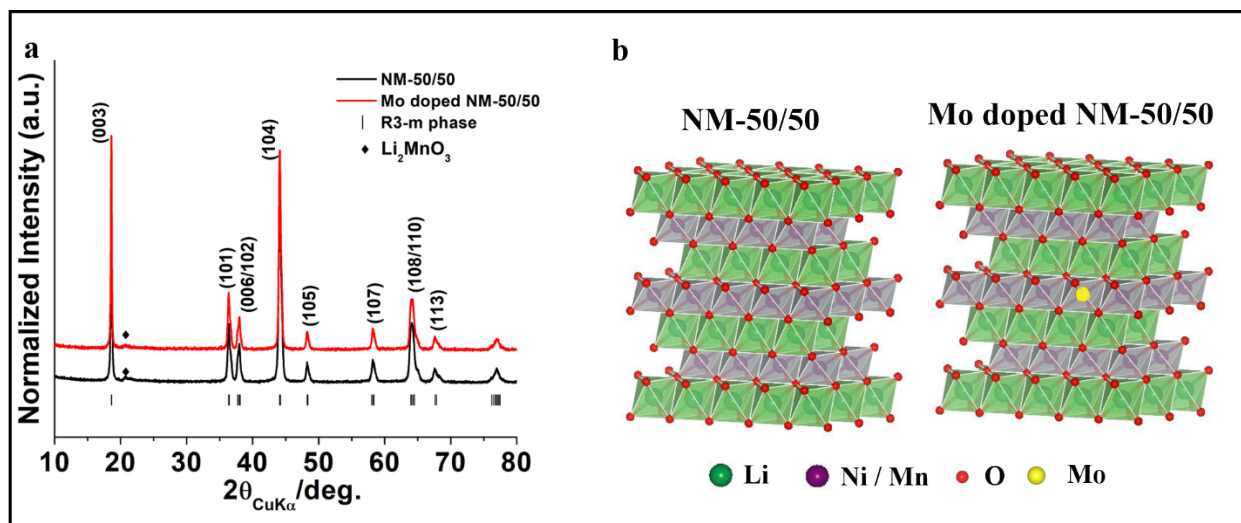 a
Normalized Intensity (a.u.)
NM-50/50
Mo doped NM-50/50
R3-m phase
Li₂MnO₃
(003)
(101)
(006/102)
(104)
(105)
(107)
(108/110)
(113)
10 20 30 40 50 60 70 80
2θCuKα/deg.
b
NM-50/50
Mo doped NM-50/50
Li
Ni / Mn
O
Mo